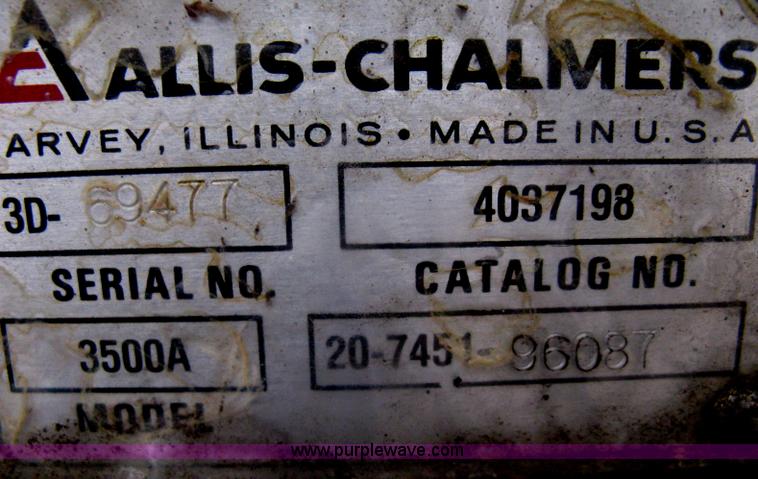 ALLIS-CHALMERS
ARVEY, ILLINOIS • MADE IN U.S.A
3D- 69477 4037198
SERIAL NO. CATALOG NO.
3500A 20-7451- 96087
MODEL
www.purplewave.com